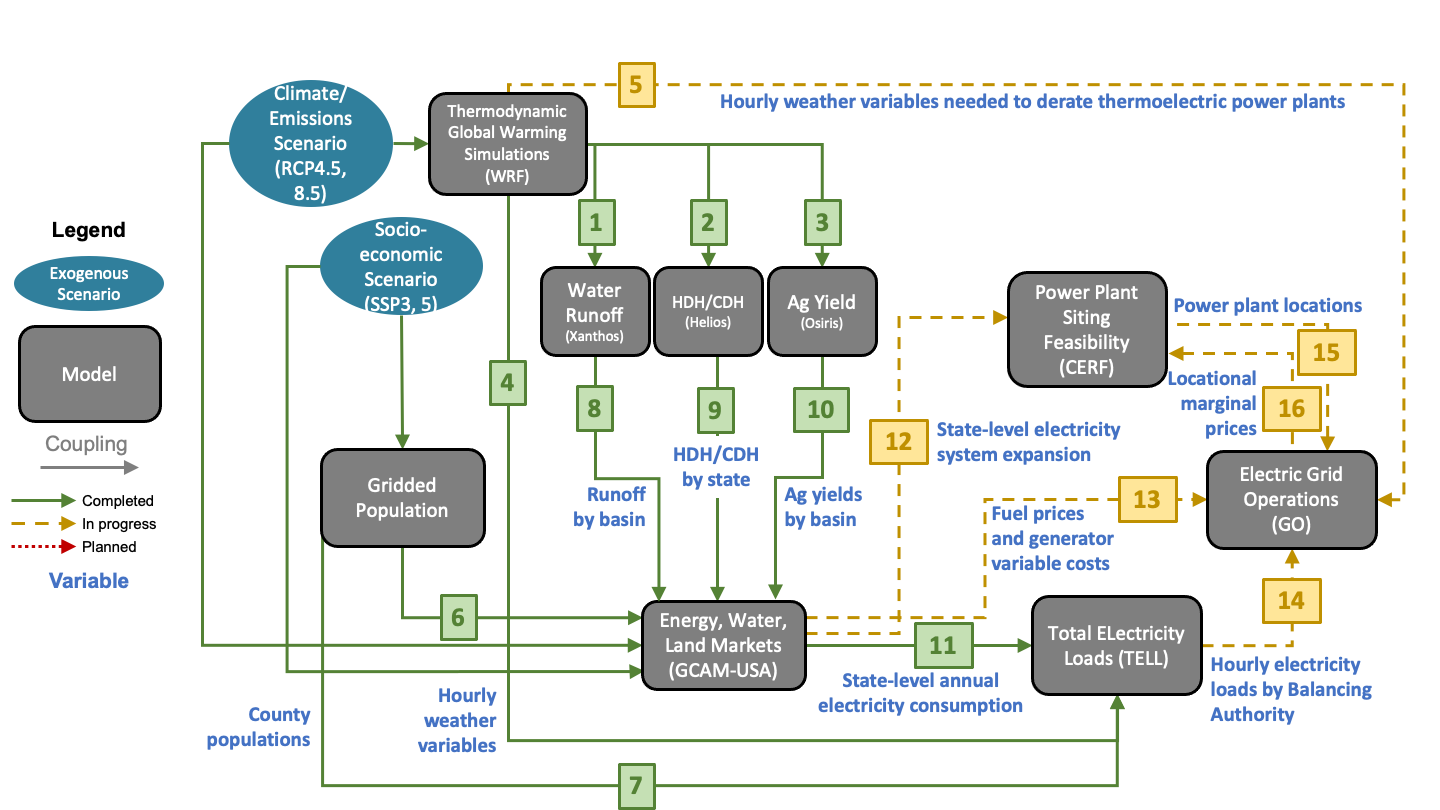 5
Hourly weather variables needed to derate thermoelectric power plants
Climate/
Emissions
Scenario
(RCP4.5,
8.5)
Thermodynamic
Global Warming
Simulations
(WRF)
1
2
3
Socio-
economic
Scenario
(SSP3, 5)
Legend
Exogenous
Scenario
Model
Coupling
Completed
In progress
Planned
Variable
Water
Runoff
(Xanthos)
HDH/CDH
(Helios)
Ag Yield
(Osiris)
Power Plant
Siting
Feasibility
(CERF)
Power plant locations
15
Locational
marginal
prices
16
4
8
9
10
12
State-level electricity
system expansion
HDH/CDH
by state
Runoff
by basin
Ag yields
by basin
Gridded
Population
13
Fuel prices
and generator
variable costs
Electric Grid
Operations
(GO)
14
6
Energy, Water,
Land Markets
(GCAM-USA)
11
State-level annual
electricity consumption
Total ELectricity
Loads (TELL)
Hourly electricity
loads by Balancing
Authority
County
populations
Hourly
weather
variables
7